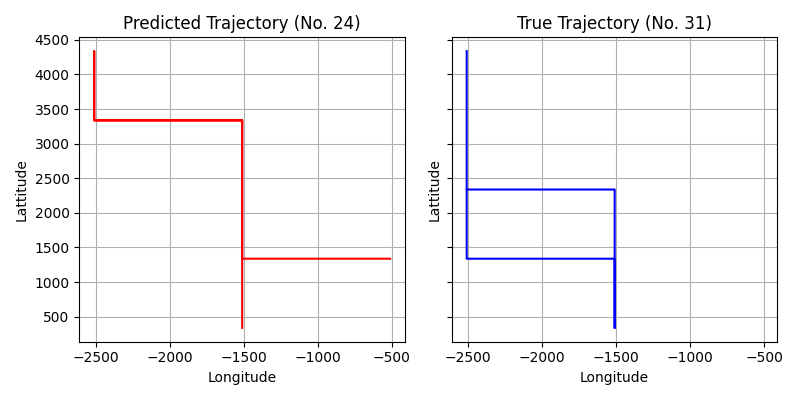 Predicted Trajectory (No. 24)
True Trajectory (No. 31)
4500
4000
3500
3000
2500
2000
1500
1000
500
Lattitude
Lattitude
−2500 −2000 −1500 −1000 −500
−2500 −2000 −1500 −1000 −500
Longitude
Longitude